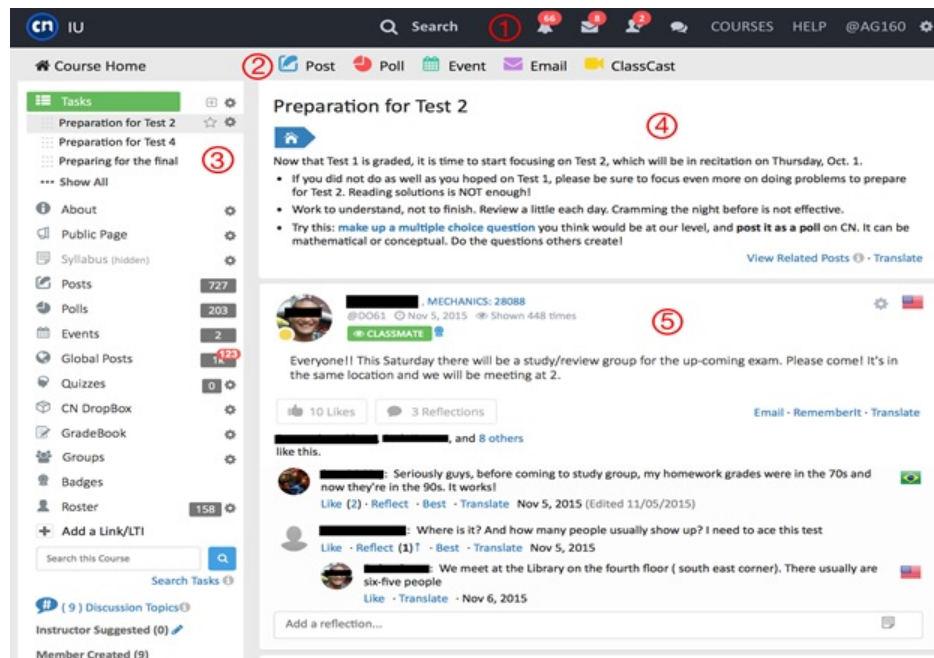 cn IU
Search
1
66
8
2
COURSES HELP @AG160
Course Home
2
Post Poll Event Email ClassCast
Tasks
Preparation for Test 2
Preparation for Test 4
Preparing for the final
3
••• Show All
About
Public Page
Syllabus (hidden)
Posts 727
Polls 203
Events 2
Global Posts 1k 123
Quizzes 0
CN DropBox
GradeBook
Groups
Badges
Roster 158
+ Add a Link/LTI
Search this Course
Search Tasks
# ( 9 ) Discussion Topics
Instructor Suggested (0)
Member Created (9)
Preparation for Test 2
4
Now that Test 1 is graded, it is time to start focusing on Test 2, which will be in recitation on Thursday, Oct. 1.
• If you did not do as well as you hoped on Test 1, please be sure to focus even more on doing problems to prepare
for Test 2. Reading solutions is NOT enough!
• Work to understand, not to finish. Review a little each day. Cramming the night before is not effective.
• Try this: make up a multiple choice question you think would be at our level, and post it as a poll on CN. It can be
mathematical or conceptual. Do the questions others create!
View Related Posts · Translate
, MECHANICS: 28088
@DO61 Nov 5, 2015 Shown 448 times
5
CLASSMATE
Everyone!! This Saturday there will be a study/review group for the up-coming exam. Please come! It's in
the same location and we will be meeting at 2.
10 Likes 3 Reflections
Email · RememberIt · Translate
, and 8 others
like this.
: Seriously guys, before coming to study group, my homework grades were in the 70s and
now they're in the 90s. It works!
Like (2) · Reflect · Best · Translate Nov 5, 2015 (Edited 11/05/2015)
: Where is it? And how many people usually show up? I need to ace this test
Like · Reflect (1)↑ · Best · Translate Nov 5, 2015
: We meet at the Library on the fourth floor ( south east corner). There usually are
six-five people
Like · Translate · Nov 6, 2015
Add a reflection...